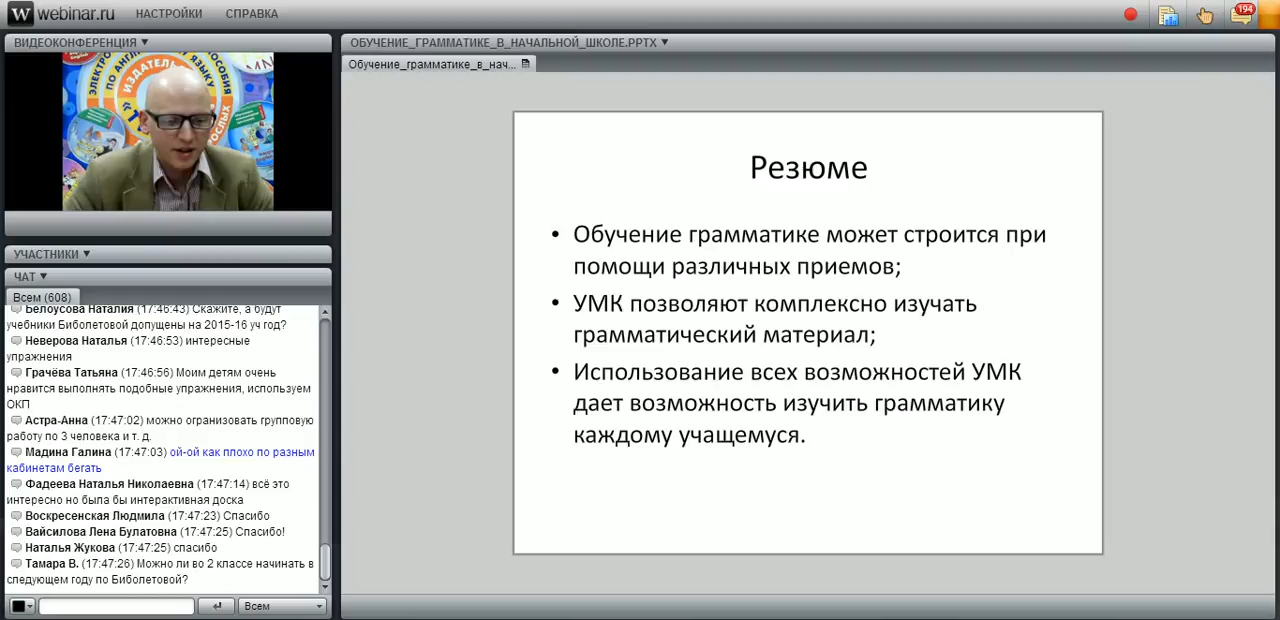 W webinar.ru НАСТРОЙКИ СПРАВКА 194
ВИДЕОКОНФЕРЕНЦИЯ
ИЗДАТЕЛЬ
ПО АНГЛ
ЯЗЫКУ
УЧАСТНИКИ
ЧАТ
Всем (608)
Белоусова Наталия (17:46:43) Скажите, а будут
учебники Биболетовой допущены на 2015-16 уч год?
Неверова Наталья (17:46:53) интересные
упражнения
Грачёва Татьяна (17:46:56) Моим детям очень
нравится выполнять подобные упражнения, используем
ОКП
Астра-Анна (17:47:02) можно огранизовать групповую
работу по 3 человека и т. д.
Мадина Галина (17:47:03) ой-ой как плохо по разным
кабинетам бегать
Фадеева Наталья Николаевна (17:47:14) всё это
интересно но была бы интерактивная доска
Воскресенская Людмила (17:47:23) Спасибо
Вайсилова Лена Булатовна (17:47:25) Спасибо!
Наталья Жукова (17:47:25) спасибо
Тамара В. (17:47:26) Можно ли во 2 классе начинать в
следующем году по Биболетовой?
Всем
ОБУЧЕНИЕ_ГРАММАТИКЕ_В_НАЧАЛЬНОЙ_ШКОЛЕ.PPTX
Обучение_грамматике_в_нач...
Резюме
• Обучение грамматике может строится при
помощи различных приемов;
• УМК позволяют комплексно изучать
грамматический материал;
• Использование всех возможностей УМК
дает возможность изучить грамматику
каждому учащемуся.